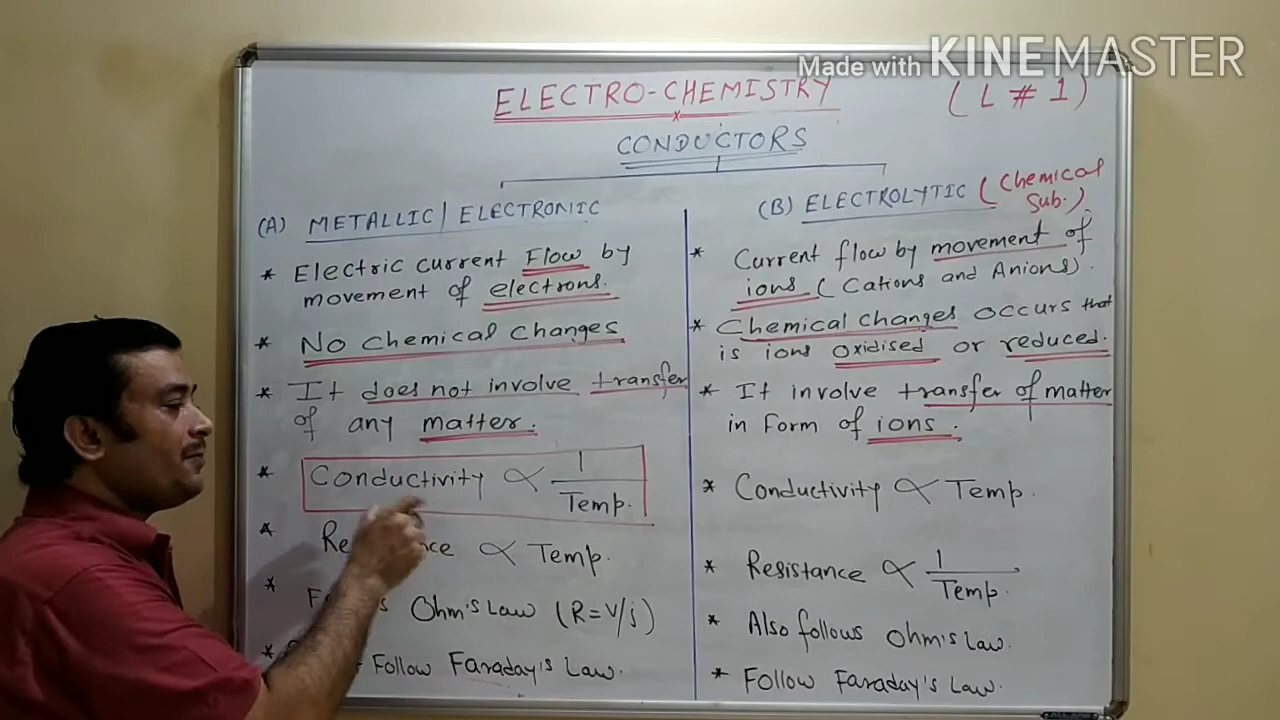 Made with KINEMASTER
ELECTRO-CHEMISTRY
( L # 1 )
CONDUCTORS
(A) METALLIC/ELECTRONIC
* Electric current Flow by
movement of electrons.
* No chemical changes
* It does not involve transfer
of any matter.
* Conductivity ∝ 1/Temp.
* Re nce ∝ Temp.
* F s Ohm's Law (R=V/i)
* Follow Faraday's Law.
(B) ELECTROLYTIC (Chemical
Sub.)
* Current flow by movement of
ions (Cations and Anions).
* Chemical changes occurs that
is ions oxidised or reduced.
* It involve transfer of matter
in Form of ions.
* Conductivity ∝ Temp.
* Resistance ∝ 1/Temp.
* Also follows Ohm's Law.
* Follow Faraday's Law.